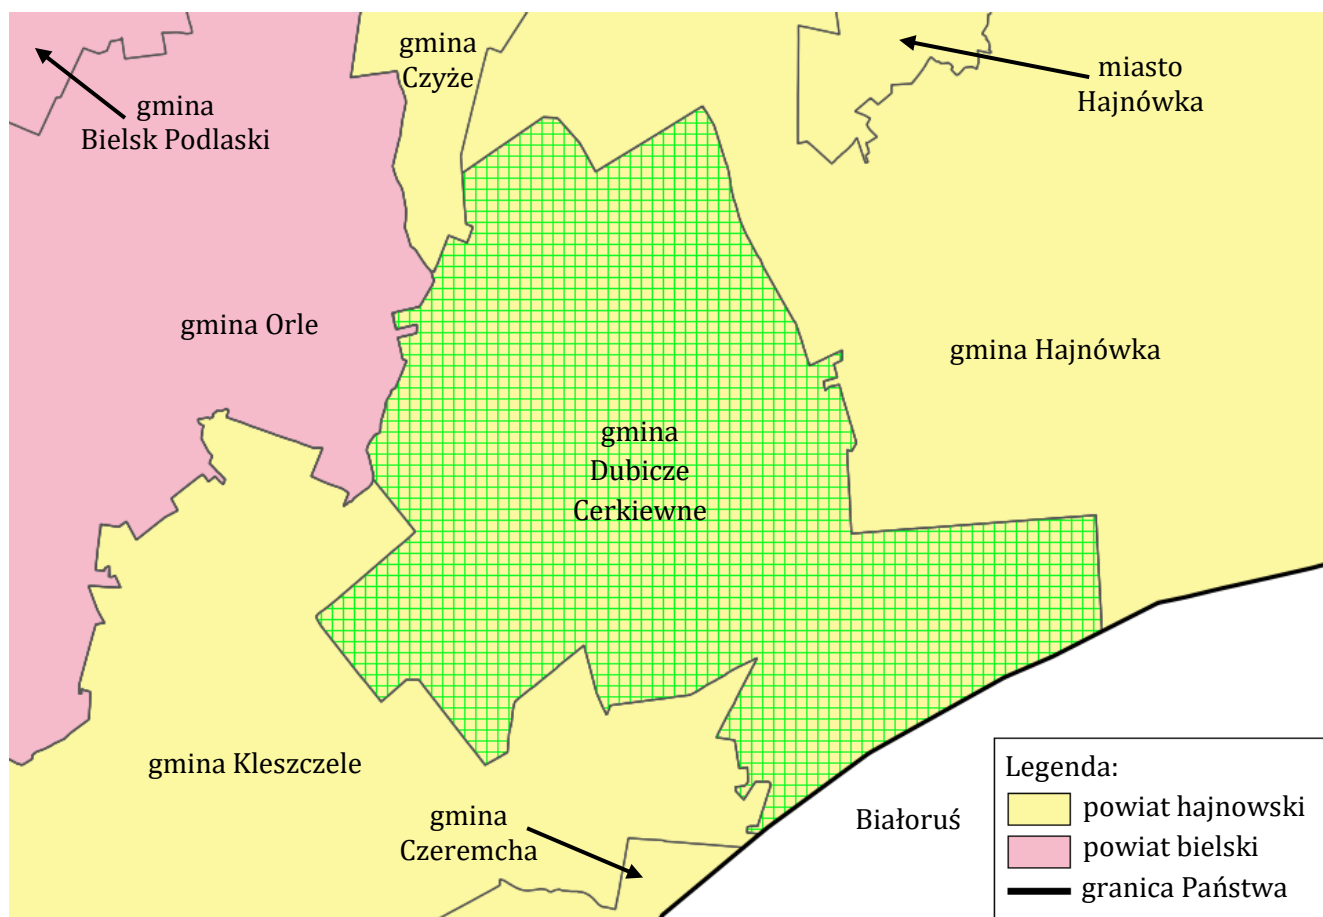 gmina
Czyże
miasto
Hajnówka
gmina
Bielsk Podlaski
gmina Orle
gmina Hajnówka
gmina
Dubicze
Cerkiewne
gmina Kleszczele
gmina
Czeremcha
Białoruś
Legenda:
powiat hajnowski
powiat bielski
granica Państwa